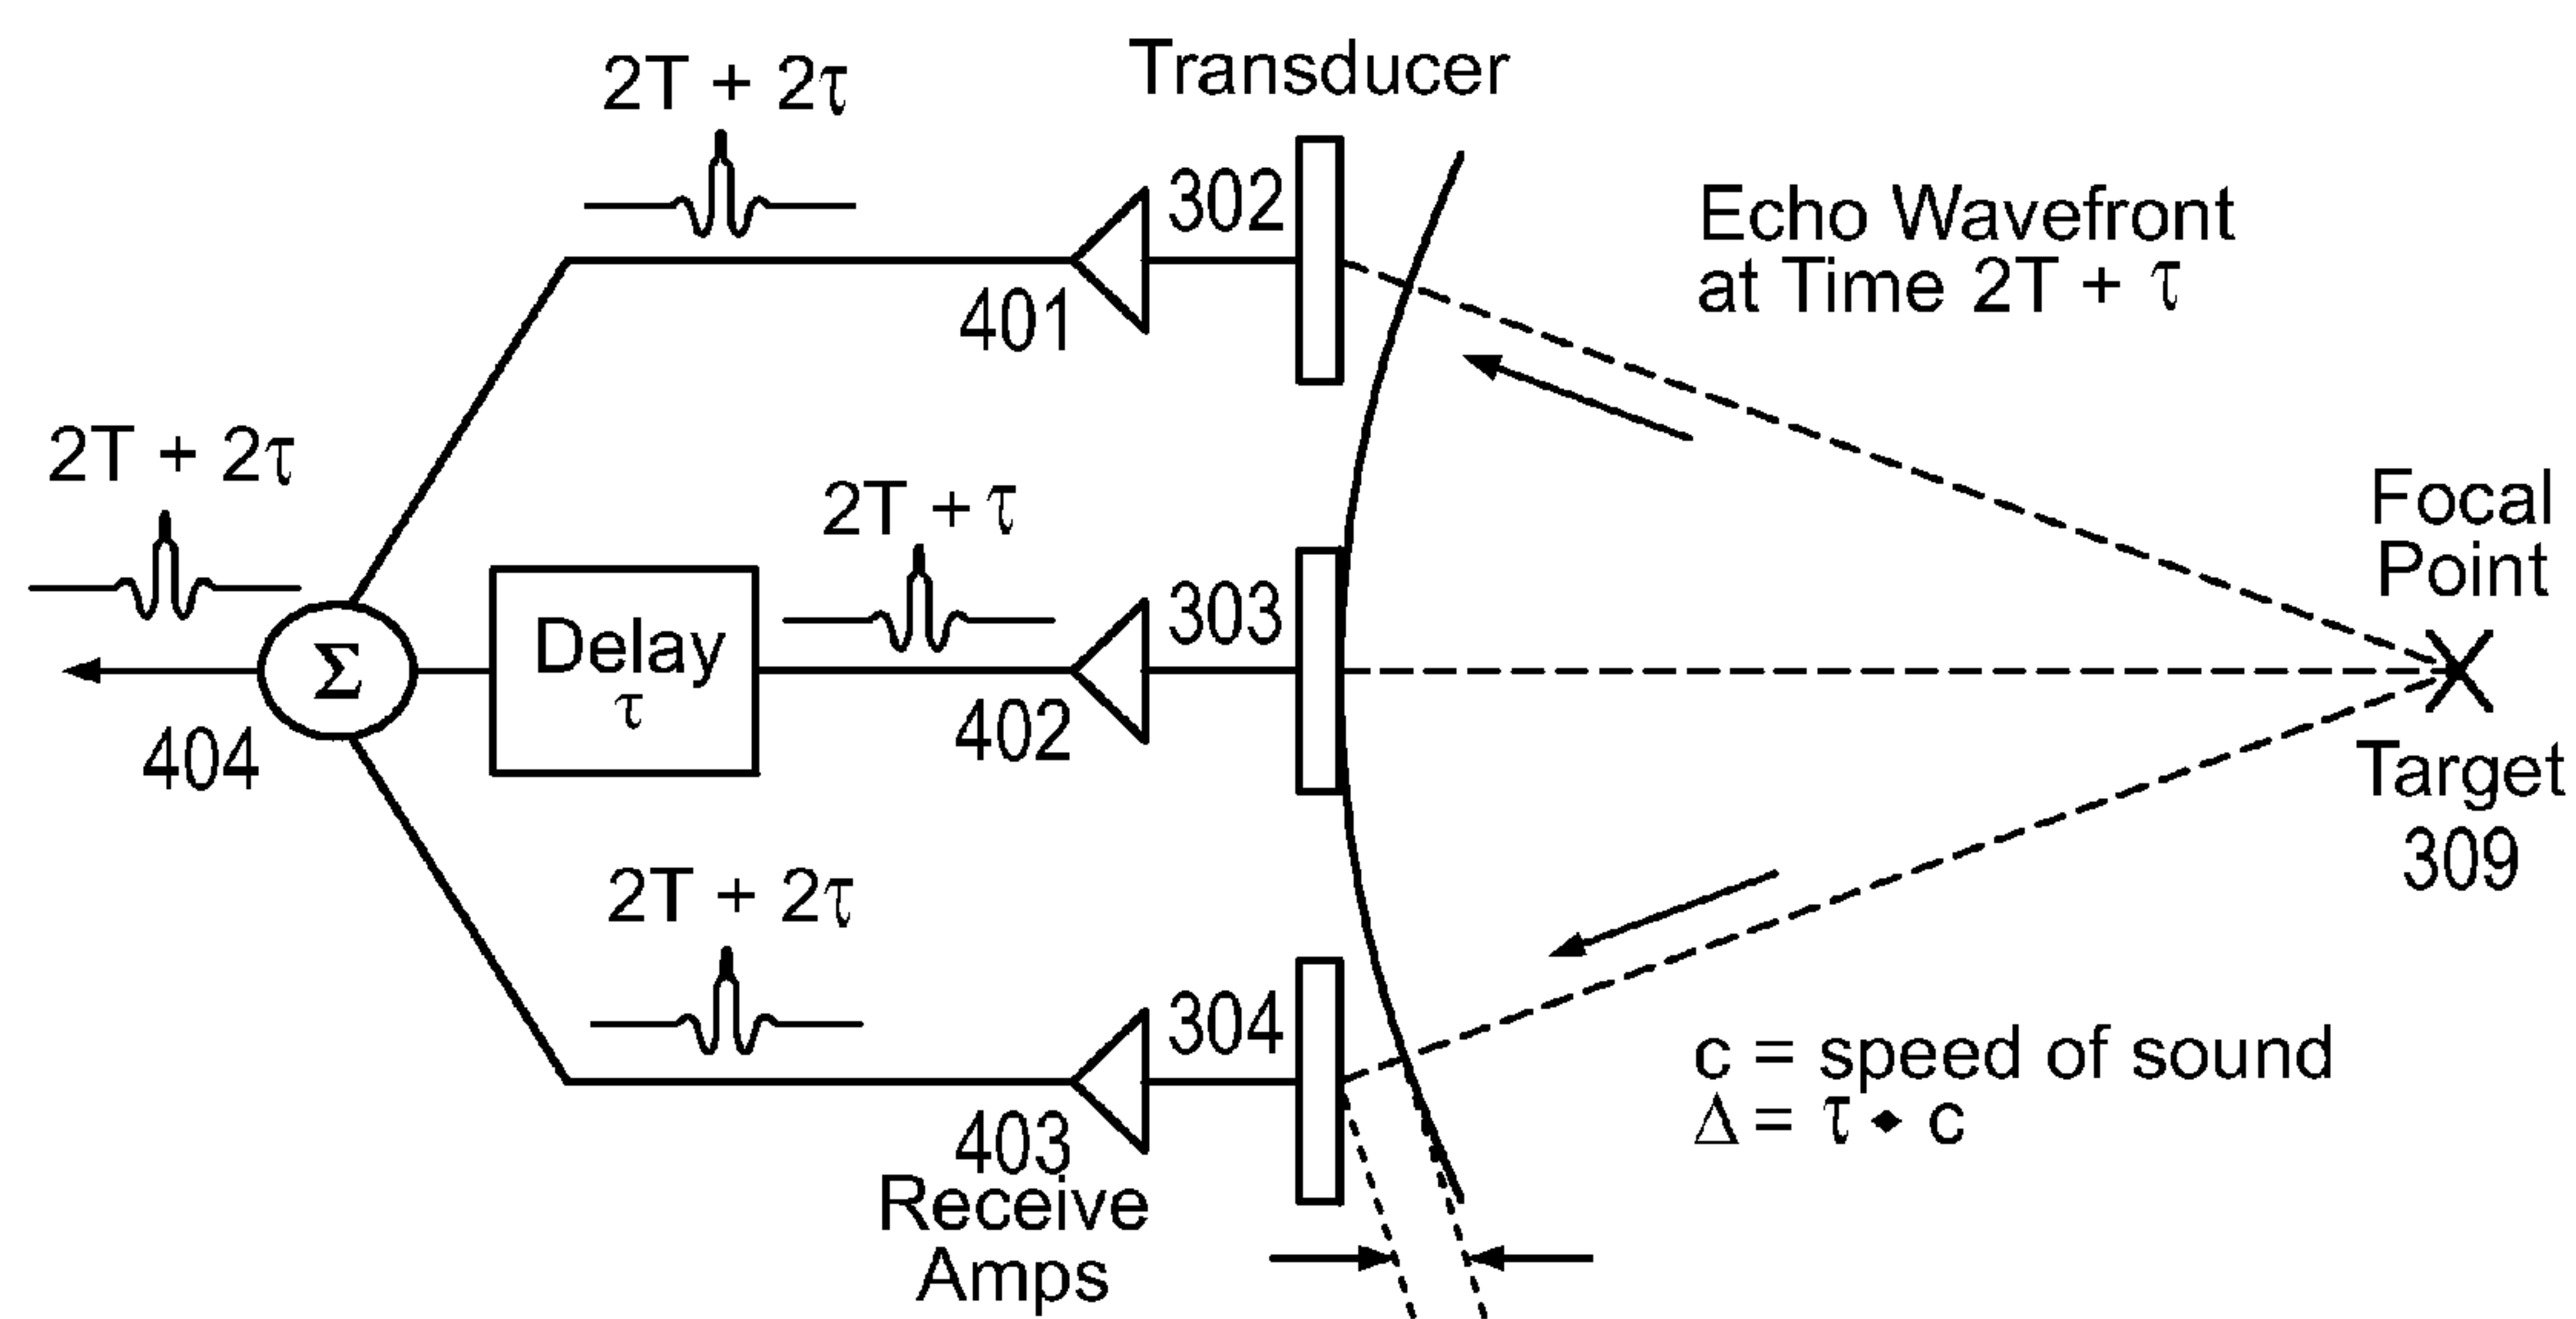 2T + 2τ
Transducer
302
Echo Wavefront
at Time 2T + τ
401
2T + 2τ
2T + τ
Focal
Point
303
Delay
τ
Σ
404
402
Target
309
2T + 2τ
304
c = speed of sound
Δ = τ ⬥ c
403
Receive
Amps